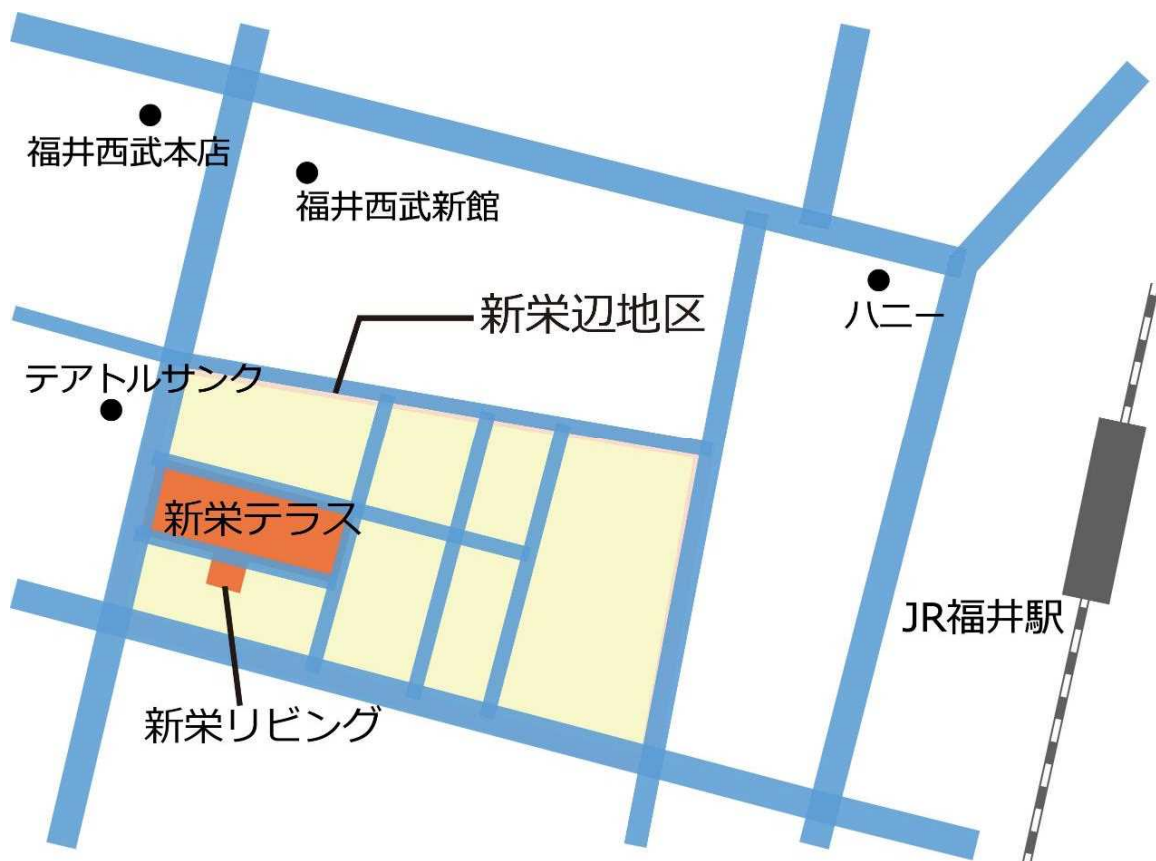 福井西武本店
福井西武新館
ハニー
新栄辺地区
テアトルサンク
新栄テラス
JR福井駅
新栄リビング